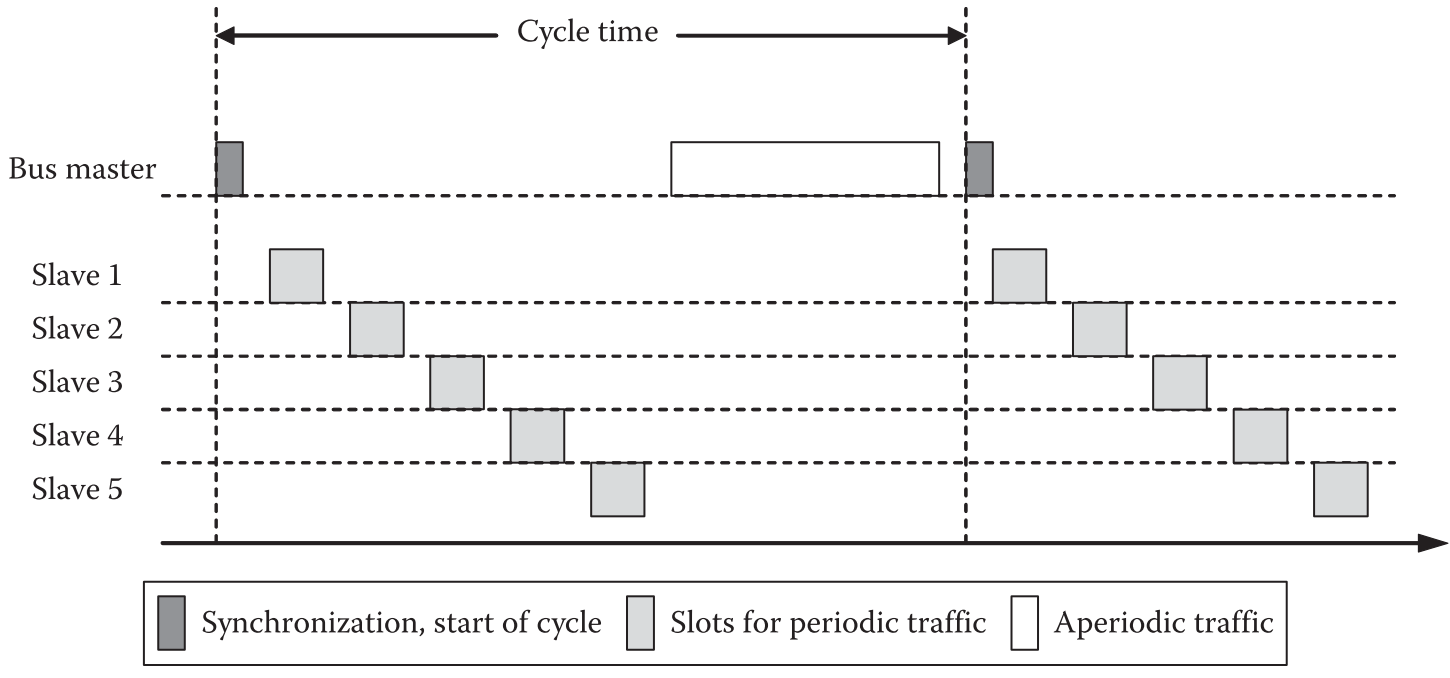 Cycle time
Bus master
Slave 1
Slave 2
Slave 3
Slave 4
Slave 5
Synchronization, start of cycle
Slots for periodic traffic
Aperiodic traffic